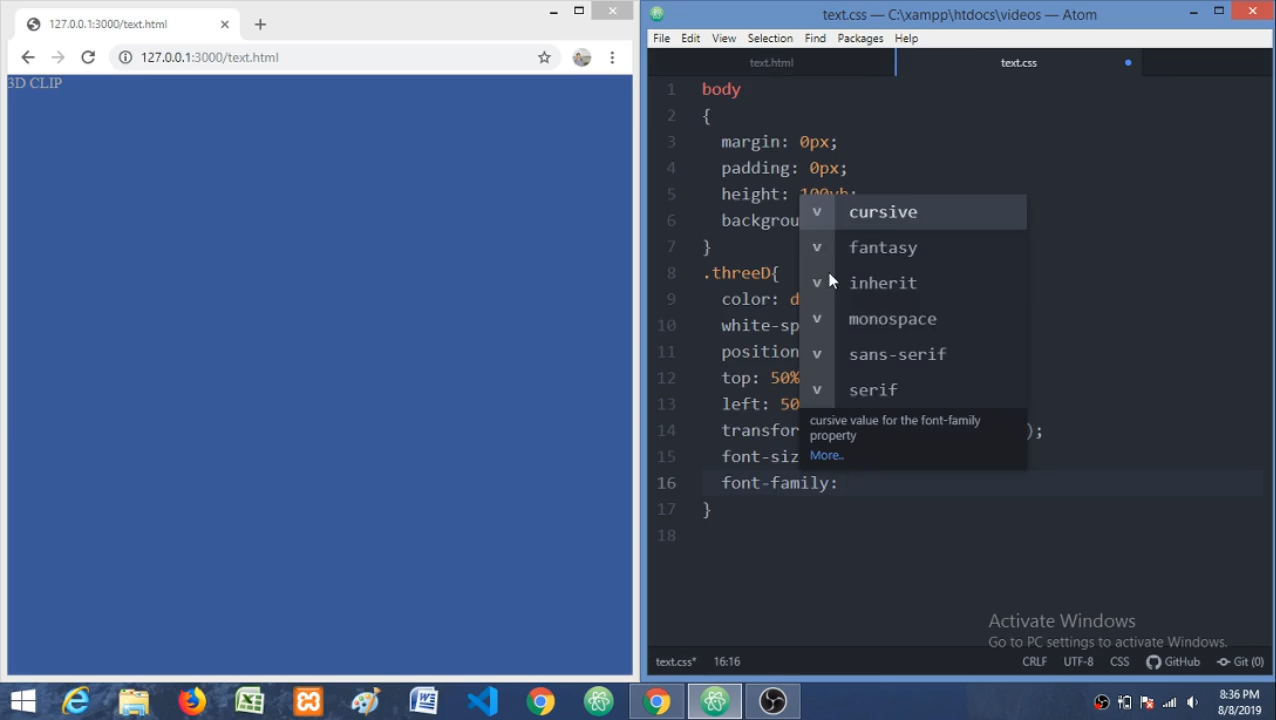 127.0.0.1:3000/text.html
127.0.0.1:3000/text.html
3D CLIP
text.css — C:\xampp\htdocs\videos — Atom
File Edit View Selection Find Packages Help
text.html text.css
1 body
2 {
3 margin: 0px;
4 padding: 0px;
5 height: 100vh;
6 backgrou
7 }
8 .threeD{
9 color: d
10 white-sp
11 position
12 top: 50%
13 left: 50
14 transfor );
15 font-siz
16 font-family:
17 }
18
v cursive
v fantasy
v inherit
v monospace
v sans-serif
v serif
cursive value for the font-family
property
More..
Activate Windows
Go to PC settings to activate Windows.
text.css* 16:16 CRLF UTF-8 CSS GitHub Git (0)
8:36 PM
8/8/2019